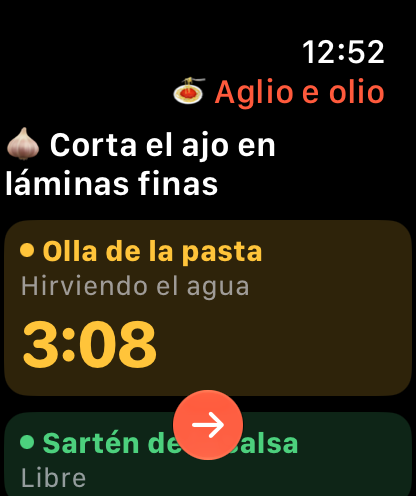 12:52
Aglio e olio
Corta el ajo en
láminas finas
Olla de la pasta
Hirviendo el agua
3:08
Sartén de salsa
Libre